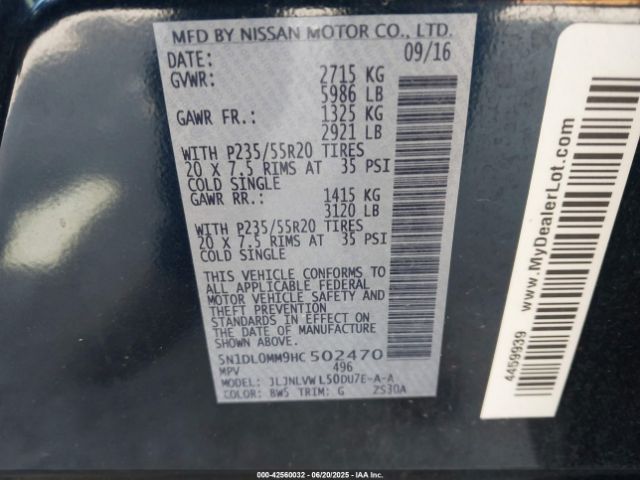 MFD BY NISSAN MOTOR CO., LTD.
DATE: 09/16
GVWR: 2715 KG
5986 LB
GAWR FR.: 1325 KG
2921 LB
WITH P235/55R20 TIRES
20 X 7.5 RIMS AT 35 PSI
COLD SINGLE
GAWR RR.: 1415 KG
3120 LB
WITH P235/55R20 TIRES
20 X 7.5 RIMS AT 35 PSI
COLD SINGLE
THIS VEHICLE CONFORMS TO
ALL APPLICABLE FEDERAL
MOTOR VEHICLE SAFETY AND
THEFT PREVENTION
STANDARDS IN EFFECT ON
THE DATE OF MANUFACTURE
SHOWN ABOVE.
5N1DL0MM9HC502470
MPV 496
MODEL: JLJNLVWL50DU7E-A-A
COLOR: BW5 TRIM: G ZS30A
www.MyDealerLot.com
4459939
000-42560032 - 06/20/2025 - IAA Inc.